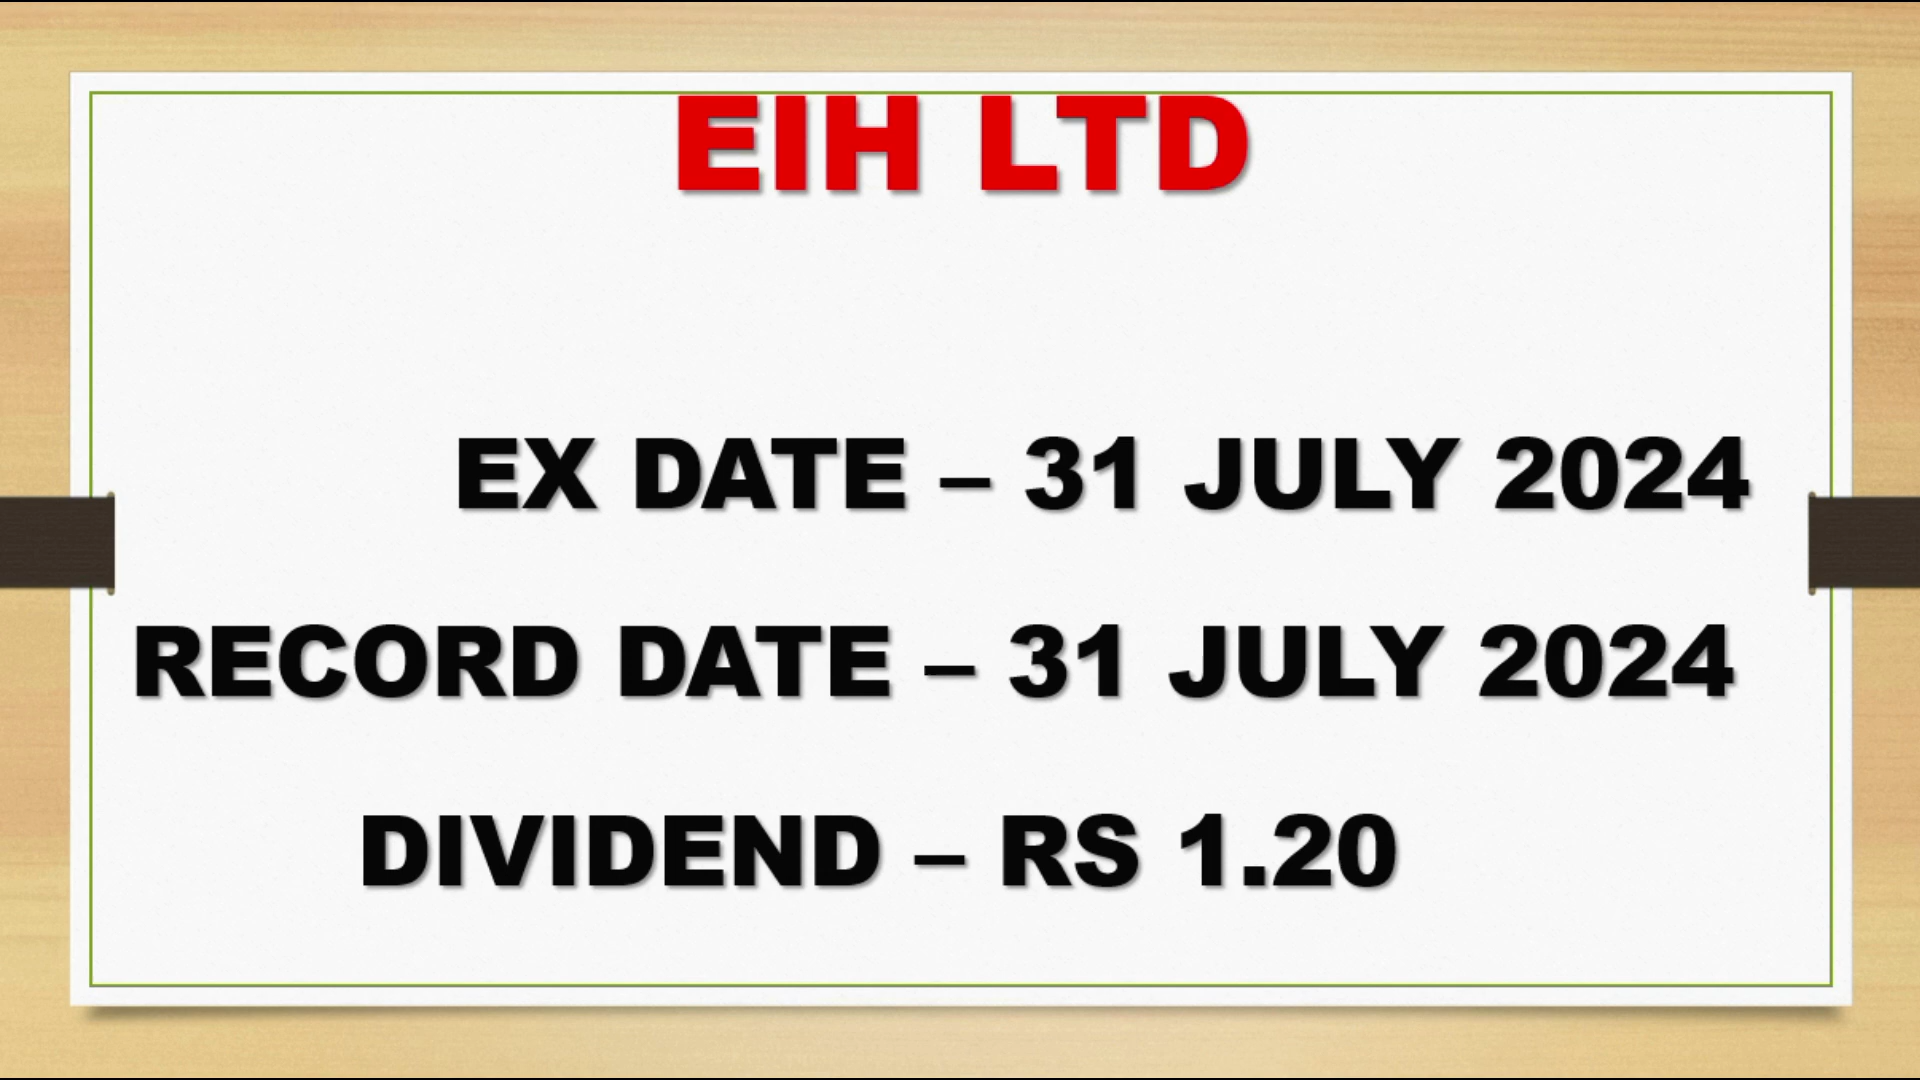 EIH LTD
EX DATE – 31 JULY 2024
RECORD DATE – 31 JULY 2024
DIVIDEND – RS 1.20